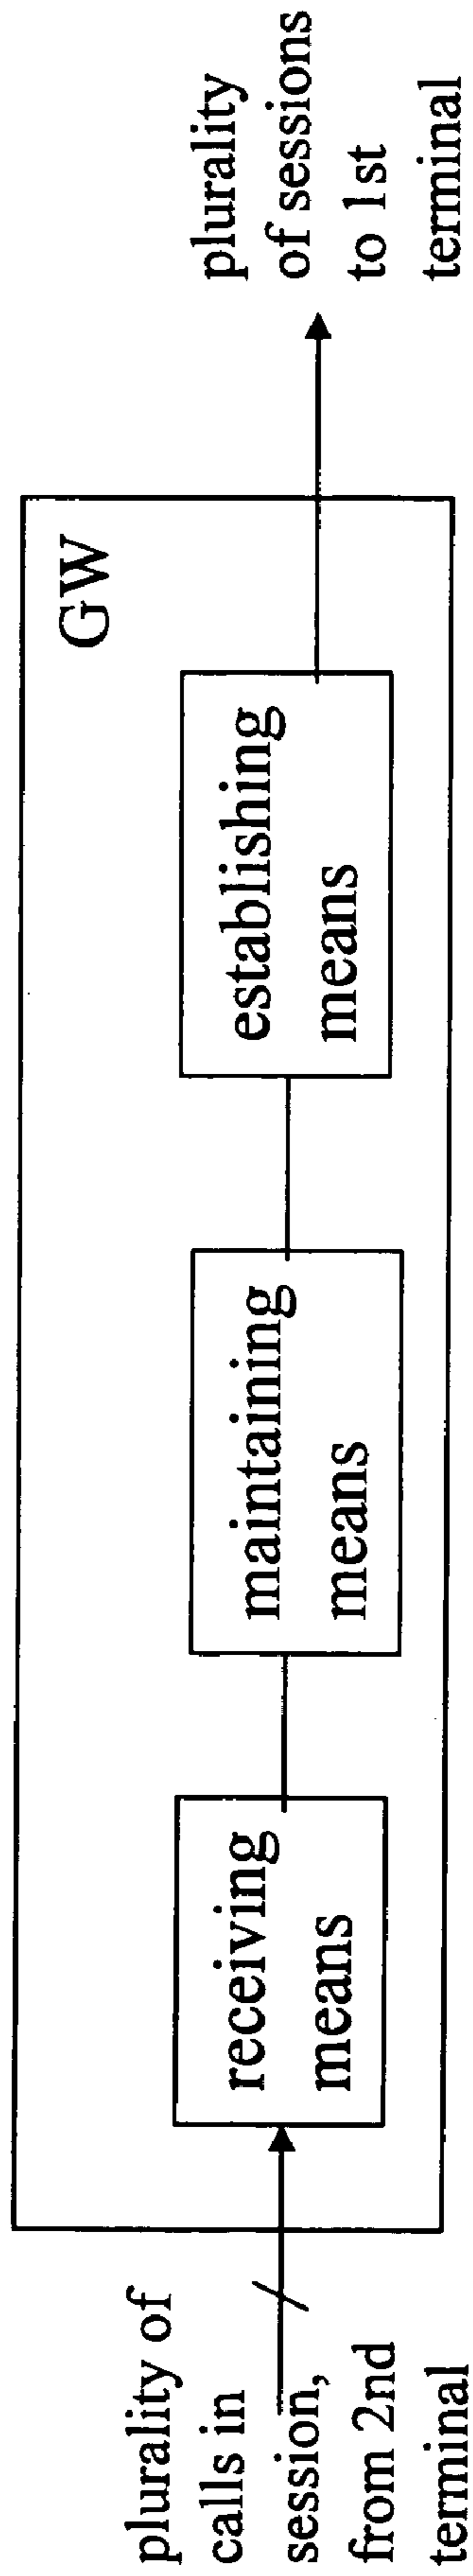 GW
plurality of
calls in
session,
from 2nd
terminal
receiving
means
maintaining
means
establishing
means
plurality
of sessions
to 1st
terminal